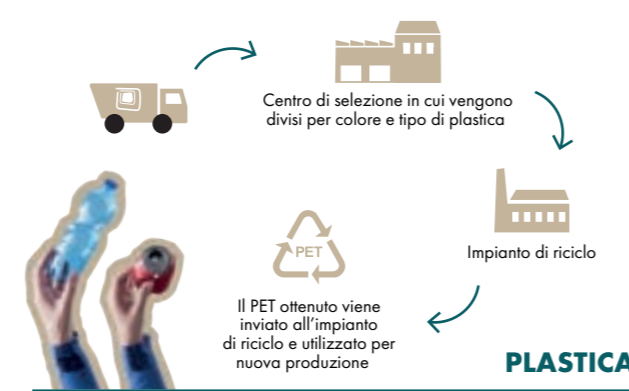 Centro di selezione in cui vengono
divisi per colore e tipo di plastica
Impianto di riciclo
PET
Il PET ottenuto viene
inviato all’impianto
di riciclo e utilizzato per
nuova produzione
PLASTICA